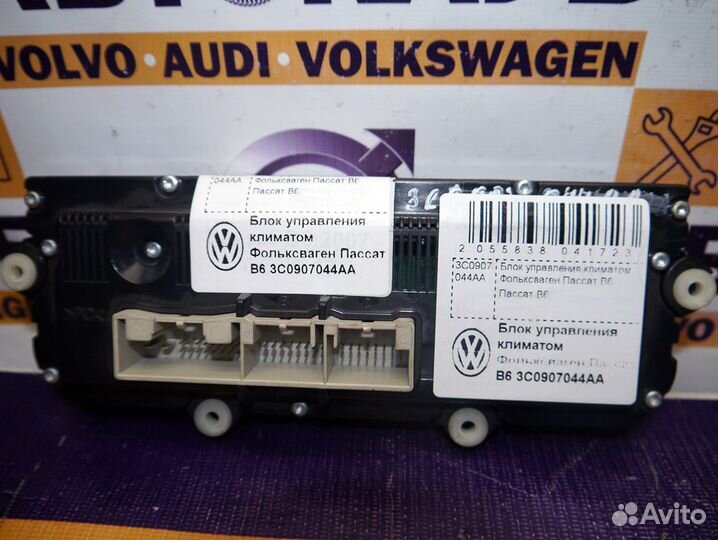 VOLVO AUDI VOLKSWAGEN
044AA
Фольксваген Пассат B6
Пассат B6
Блок управления
климатом
Фольксваген Пассат
B6 3C0907044AA
2 055838 041723
3C0907
044AA
Блок управления климатом
Фольксваген Пассат B6
Пассат B6
Блок управления
климатом
Фольксваген Пассат
B6 3C0907044AA
Avito